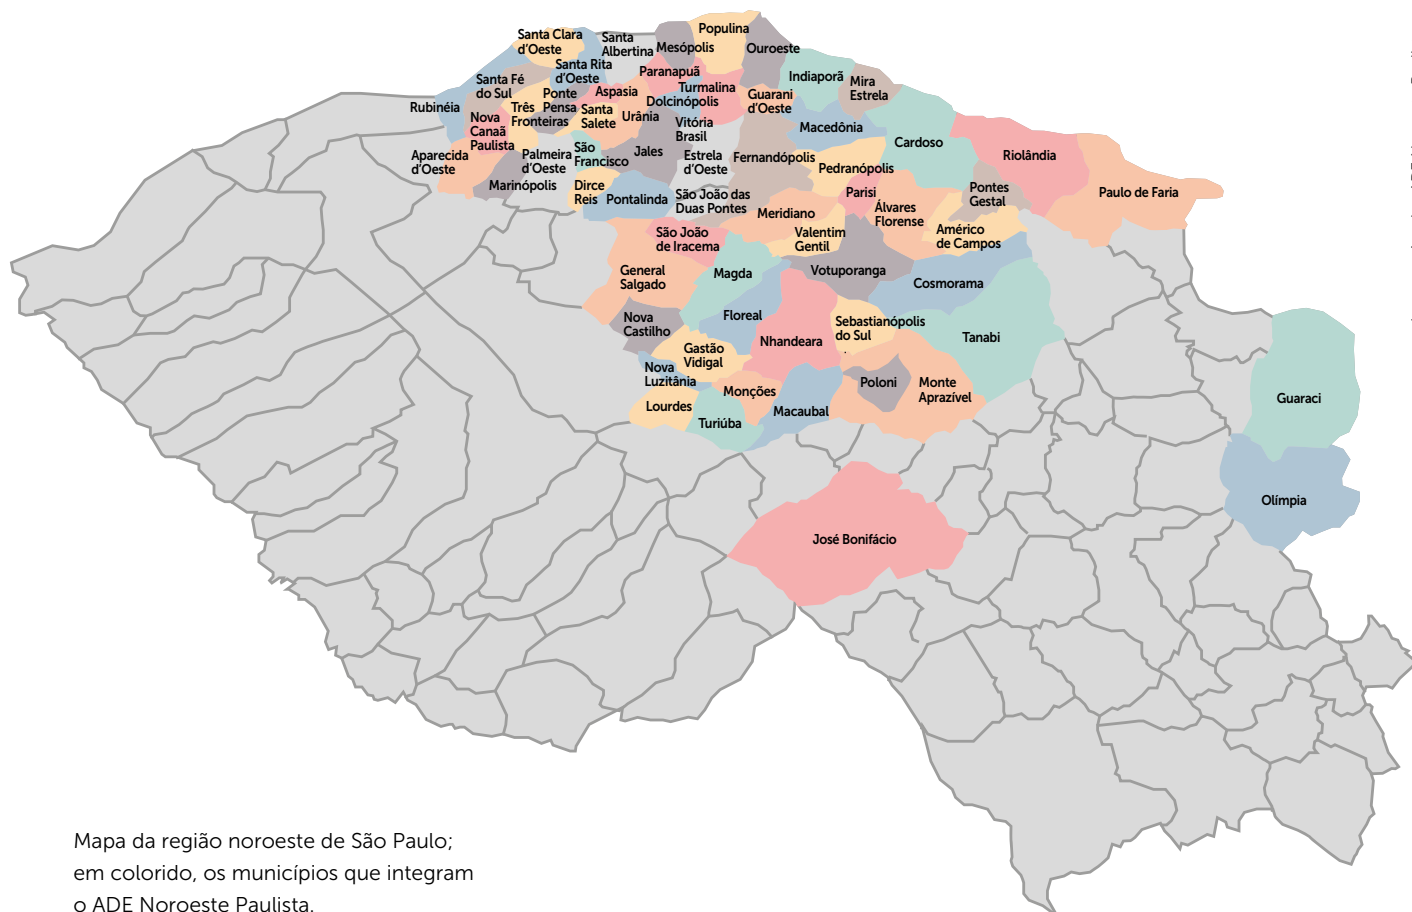 Santa Clara
d'Oeste
Santa
Albertina
Mesópolis
Populina
Ouroeste
Santa Fé
do Sul
Santa Rita
d'Oeste
Paranapuã
Turmalina
Indiaporã
Mira
Estrela
Rubinéia
Três
Fronteiras
Ponte
Pensa
Aspasia
Dolcinópolis
Guarani
d'Oeste
Nova
Canaã
Paulista
Santa
Salete
Urânia
Vitória
Brasil
Macedônia
Cardoso
Riolândia
Aparecida
d'Oeste
Palmeira
d'Oeste
São
Francisco
Jales
Estrela
d'Oeste
Fernandópolis
Pedranópolis
Marinópolis
Dirce
Reis
Pontalinda
São João das
Duas Pontes
Parisi
Pontes
Gestal
Paulo de Faria
Meridiano
Álvares
Florense
São João
de Iracema
Valentim
Gentil
Américo
de Campos
General
Salgado
Magda
Votuporanga
Cosmorama
Nova
Castilho
Floreal
Nhandeara
Sebastianópolis
do Sul
Tanabi
Gastão
Vidigal
Nova
Luzitânia
Monções
Poloni
Monte
Aprazível
Guaraci
Lourdes
Turiúba
Macaubal
Olímpia
José Bonifácio
Mapa da região noroeste de São Paulo;
em colorido, os municípios que integram
o ADE Noroeste Paulista.